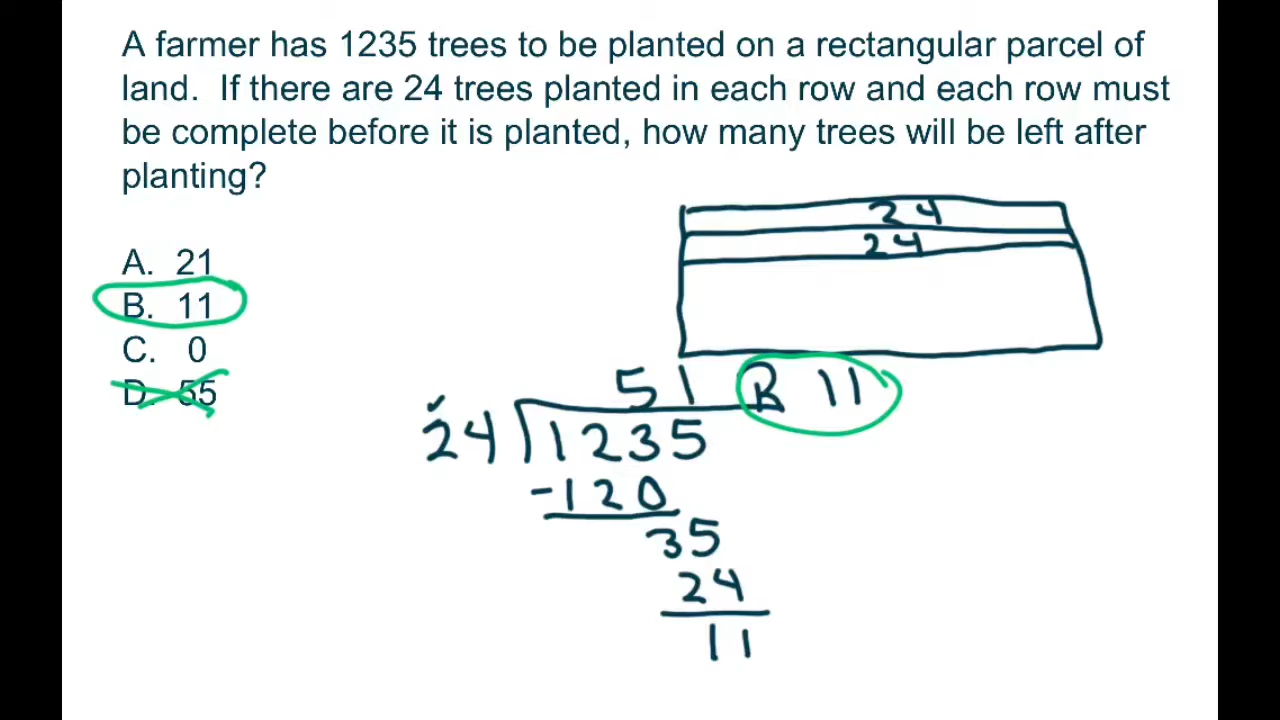 A farmer has 1235 trees to be planted on a rectangular parcel of
land. If there are 24 trees planted in each row and each row must
be complete before it is planted, how many trees will be left after
planting?
24
24
A. 21
B. 11
C. 0
D. 55
51 R 11
24 1235
-120
35
24
11